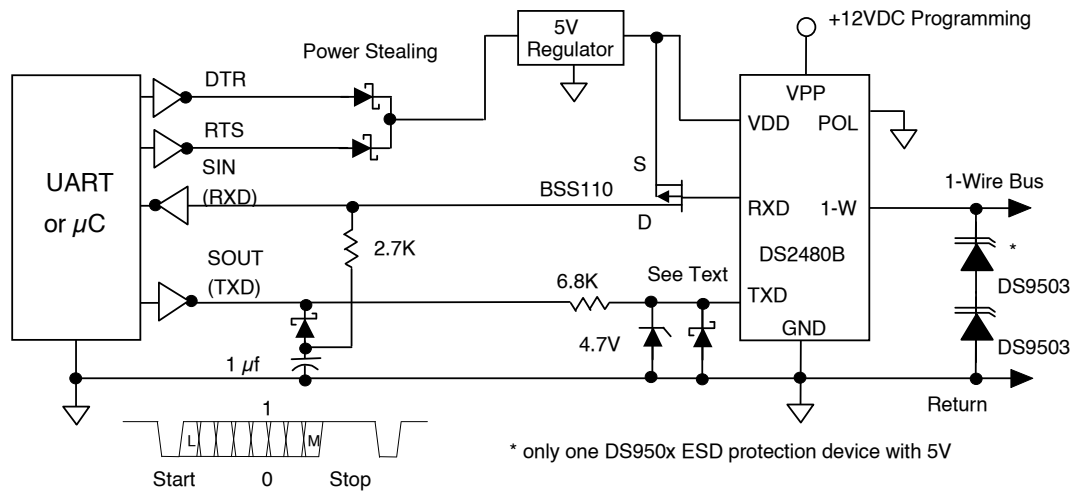 +12VDC Programming
5V
Regulator
Power Stealing
DTR
VPP
VDD
POL
RTS
SIN
(RXD)
S
UART
or µC
BSS110
D
RXD
1-W
1-Wire Bus
2.7K
DS2480B
*
SOUT
(TXD)
6.8K
See Text
TXD
DS9503
GND
4.7V
DS9503
1 µf
Return
1
L
M
Start
0
Stop
* only one DS950x ESD protection device with 5V